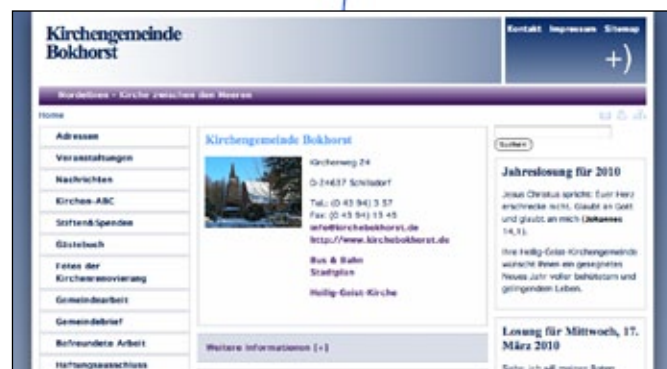 Kirchengemeinde
Bokhorst
Kontakt Impressum Sitemap
+)
Nordelbien - Kirche zwischen den Meeren
Home
Adressen
Veranstaltungen
Nachrichten
Kirchen-ABC
Stiften&Spenden
Gästebuch
Fotos der
Kirchenrenovierung
Gemeindearbeit
Gemeindebrief
Befreundete Arbeit
Haftungsausschluss
Kirchengemeinde Bokhorst
Kirchenweg 24
D-24637 Schillsdorf
Tel.: (0 43 94) 3 57
Fax: (0 43 94) 13 45
info@kirchebokhorst.de
http://www.kirchebokhorst.de
Bus & Bahn
Stadtplan
Heilig-Geist-Kirche
Weitere Informationen [+]
Suchen
Jahreslosung für 2010
Jesus Christus spricht: Euer Herz
erschrecke nicht. Glaubt an Gott
und glaubt an mich (Johannes
14,1).
Ihre Heilig-Geist-Kirchengemeinde
wünscht Ihnen ein gesegnetes
Neues Jahr voller behütetem und
gelingendem Leben.
Losung für Mittwoch, 17.
März 2010